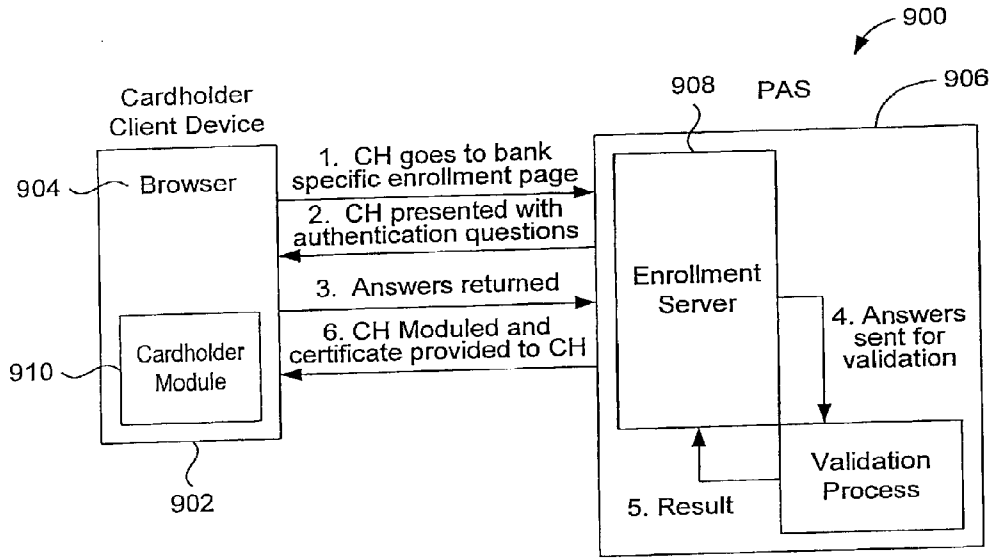 900
PAS
906
908
Cardholder
Client Device
904
Browser
1. CH goes to bank
specific enrollment page
2. CH presented with
authentication questions
3. Answers returned
6. CH Moduled and
certificate provided to CH
910
Cardholder
Module
902
Enrollment
Server
4. Answers
sent for
validation
5. Result
Validation
Process